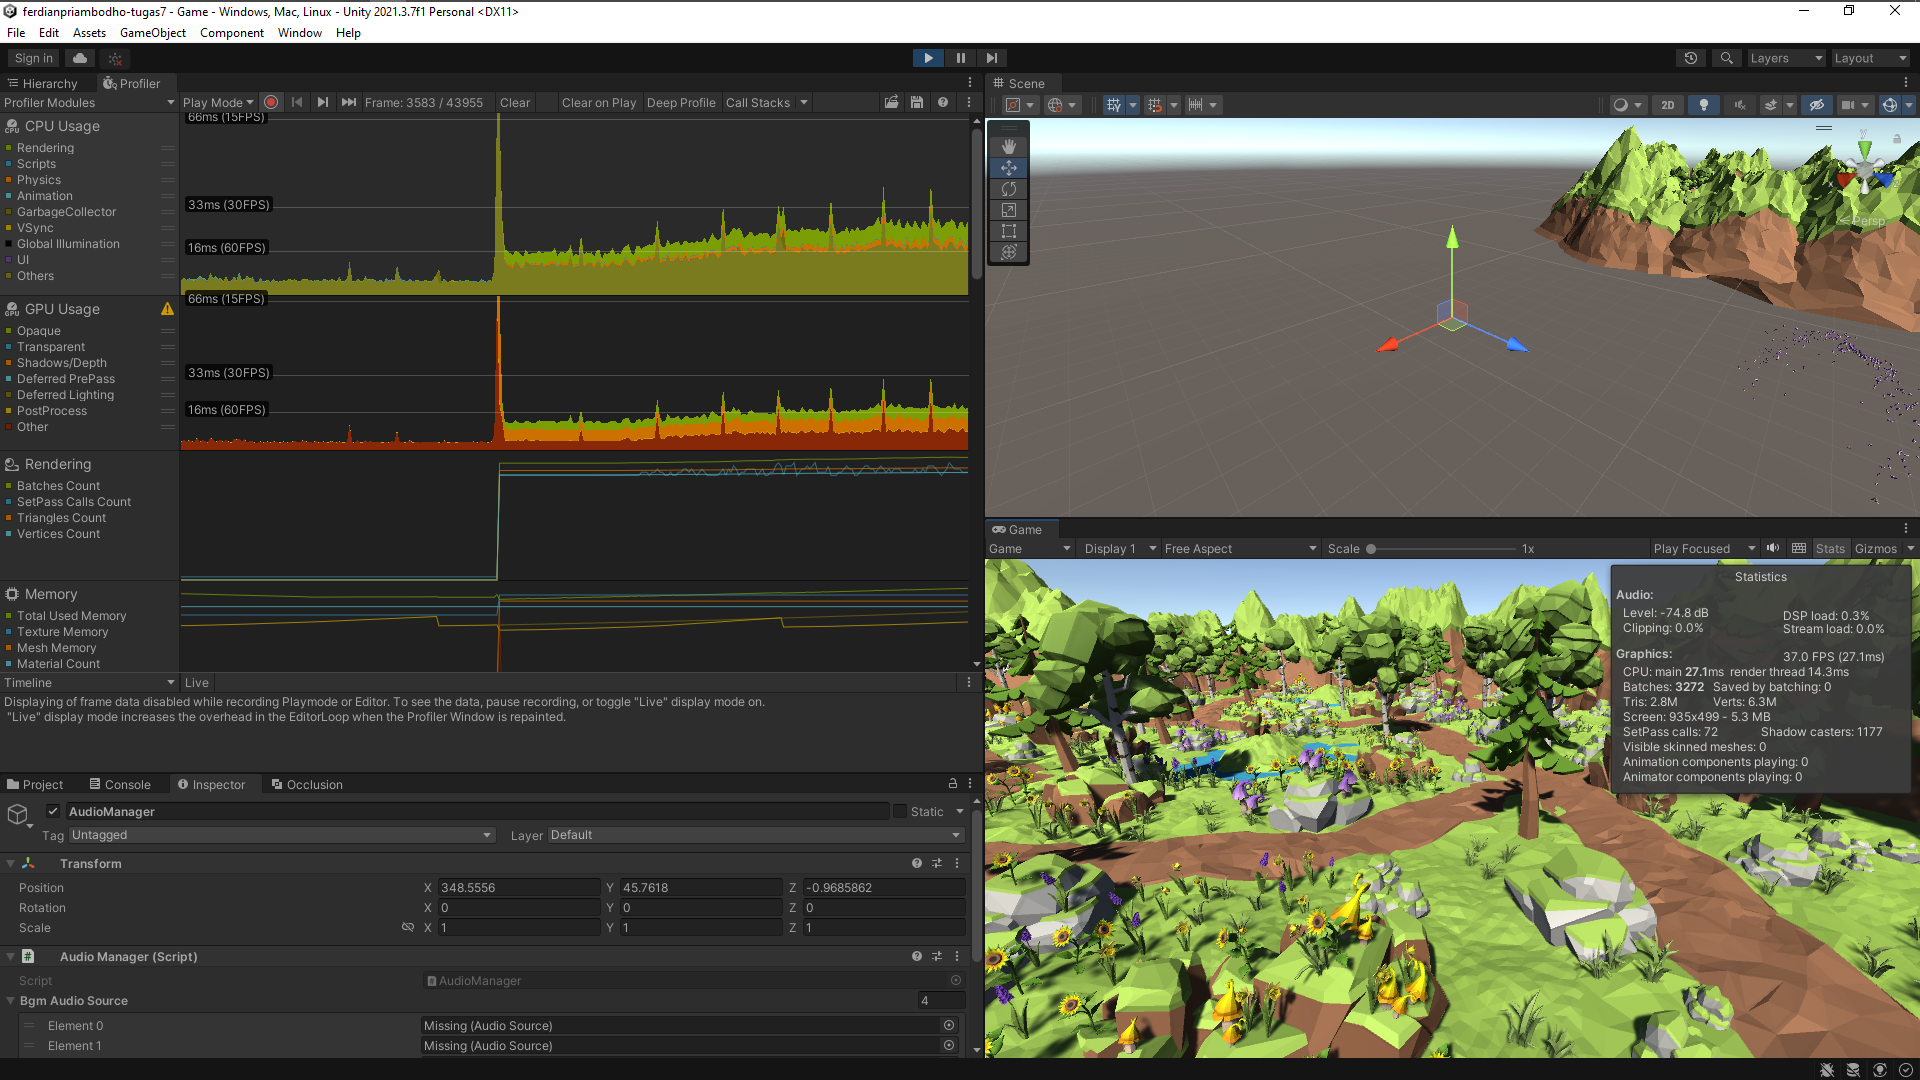 ferdianpriambodho-tugas7 - Game - Windows, Mac, Linux - Unity 2021.3.7f1 Personal <DX11>
File Edit Assets GameObject Component Window Help
Sign in
Layers
Layout
Hierarchy
Profiler
Scene
Profiler Modules
Play Mode
Frame: 3583 / 43955
Clear
Clear on Play
Deep Profile
Call Stacks
2D
CPU Usage
Rendering
Scripts
Physics
Animation
GarbageCollector
VSync
Global Illumination
UI
Others
66ms (15FPS)
33ms (30FPS)
16ms (60FPS)
GPU Usage
Opaque
Transparent
Shadows/Depth
Deferred PrePass
Deferred Lighting
PostProcess
Other
66ms (15FPS)
33ms (30FPS)
16ms (60FPS)
Rendering
Batches Count
SetPass Calls Count
Triangles Count
Vertices Count
Memory
Total Used Memory
Texture Memory
Mesh Memory
Material Count
Timeline
Live
Displaying of frame data disabled while recording Playmode or Editor. To see the data, pause recording, or toggle "Live" display mode on.
"Live" display mode increases the overhead in the EditorLoop when the Profiler Window is repainted.
y
x
z
< Persp
Game
Game
Display 1
Free Aspect
Scale
1x
Play Focused
Stats
Gizmos
Statistics
Audio:
Level: -74.8 dB DSP load: 0.3%
Clipping: 0.0% Stream load: 0.0%
Graphics: 37.0 FPS (27.1ms)
CPU: main 27.1ms render thread 14.3ms
Batches: 3272 Saved by batching: 0
Tris: 2.8M Verts: 6.3M
Screen: 935x499 - 5.3 MB
SetPass calls: 72 Shadow casters: 1177
Visible skinned meshes: 0
Animation components playing: 0
Animator components playing: 0
Project
Console
Inspector
Occlusion
AudioManager
Static
Tag Untagged
Layer Default
Transform
Position X 348.5556 Y 45.7618 Z -0.9685862
Rotation X 0 Y 0 Z 0
Scale X 1 Y 1 Z 1
# Audio Manager (Script)
Script AudioManager
Bgm Audio Source 4
Element 0 Missing (Audio Source)
Element 1 Missing (Audio Source)